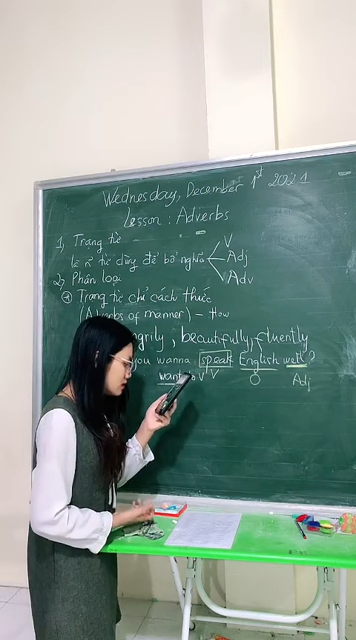 Wednesday, December 1st 2021
Lesson : Adverbs
1, Trạng từ
là n~ từ dùng để bổ nghĩa V
Adj
Adv
2, Phân loại
Trạng từ chỉ cách thức
(Adverbs of manner) – How
angrily, beautifully, fluently
you wanna speak English well ?
want to V V O Adj